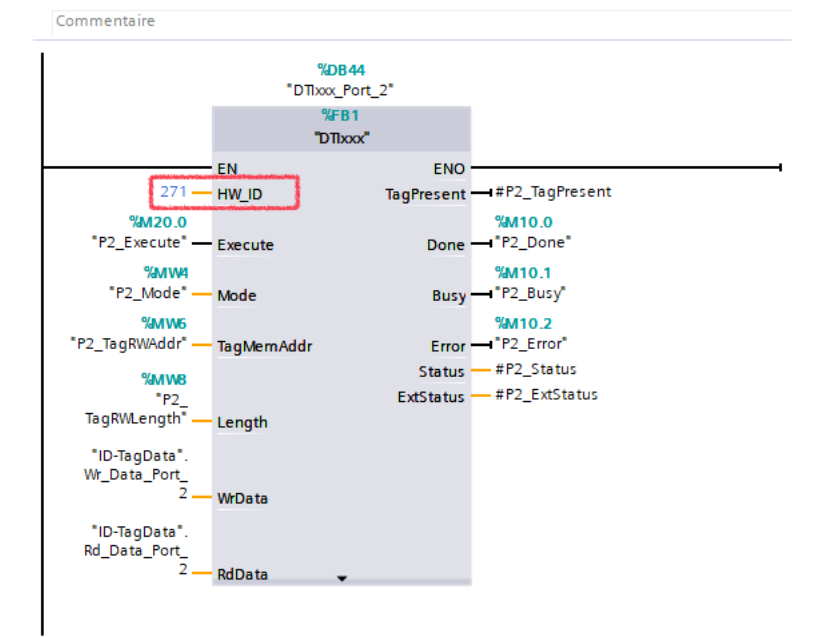 Commentaire
%DB44
"DTIxxx_Port_2"
%FB1
"DTIxxx"
EN ENO
271 HW_ID TagPresent #P2_TagPresent
%M20.0 %M10.0
"P2_Execute" Execute Done "P2_Done"
%MW4 %M10.1
"P2_Mode" Mode Busy "P2_Busy"
%MW6 %M10.2
"P2_TagRWAddr" TagMemAddr Error "P2_Error"
Status #P2_Status
%MW8
"P2_ ExtStatus #P2_ExtStatus
TagRWLength" Length
"ID-TagData".
Wr_Data_Port_
2 WrData
"ID-TagData".
Rd_Data_Port_
2 RdData